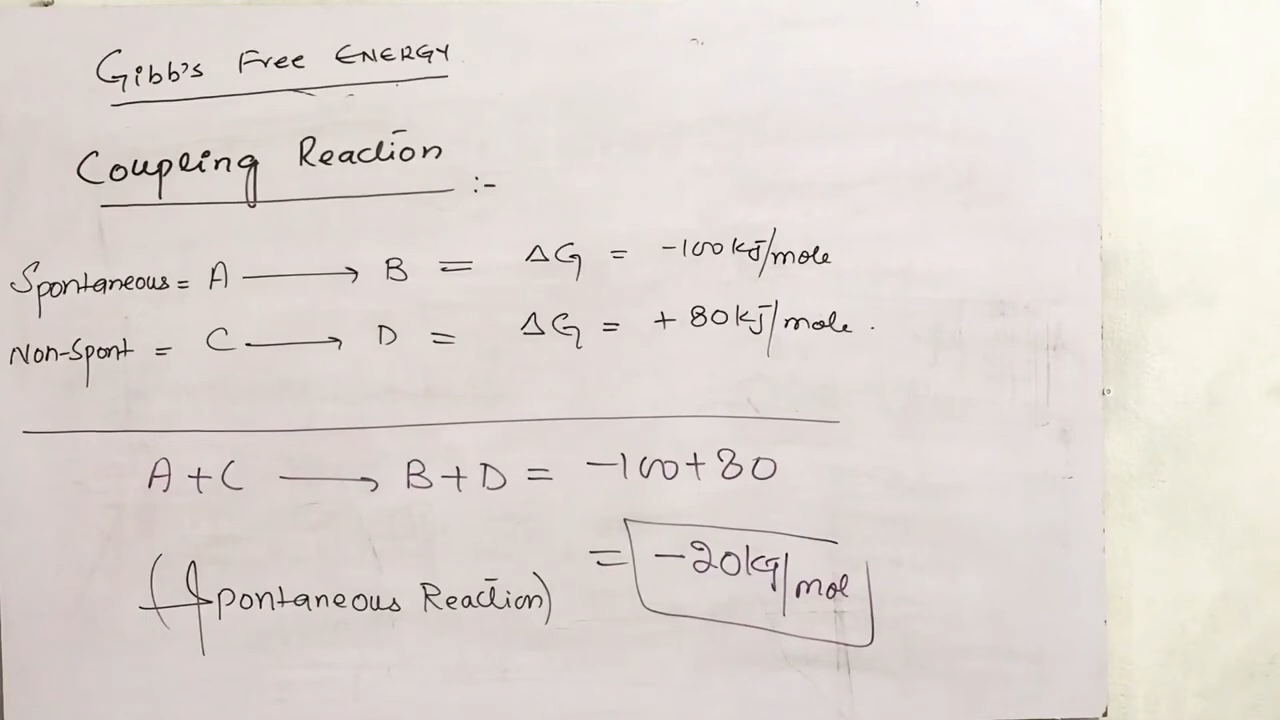 Gibb's Free ENERGY
Coupling Reaction :-
Spontaneous = A ⟶ B = ΔG = -100kJ/mole
Non-Spont = C ⟶ D = ΔG = + 80kJ/mole.
A+C ⟶ B+D = -100+80
(Spontaneous Reaction) = -20kJ/mol